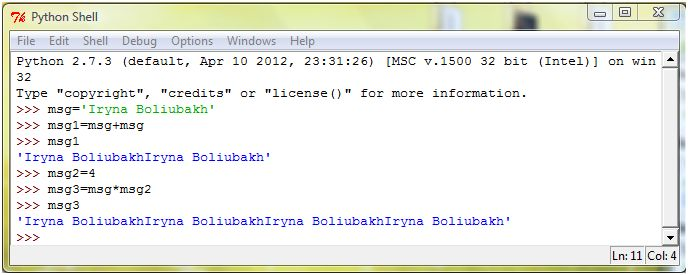 Python Shell
File Edit Shell Debug Options Windows Help
Python 2.7.3 (default, Apr 10 2012, 23:31:26) [MSC v.1500 32 bit (Intel)] on win
32
Type "copyright", "credits" or "license()" for more information.
>>> msg='Iryna Boliubakh'
>>> msg1=msg+msg
>>> msg1
'Iryna BoliubakhIryna Boliubakh'
>>> msg2=4
>>> msg3=msg*msg2
>>> msg3
'Iryna BoliubakhIryna BoliubakhIryna BoliubakhIryna Boliubakh'
>>>
Ln: 11 Col: 4